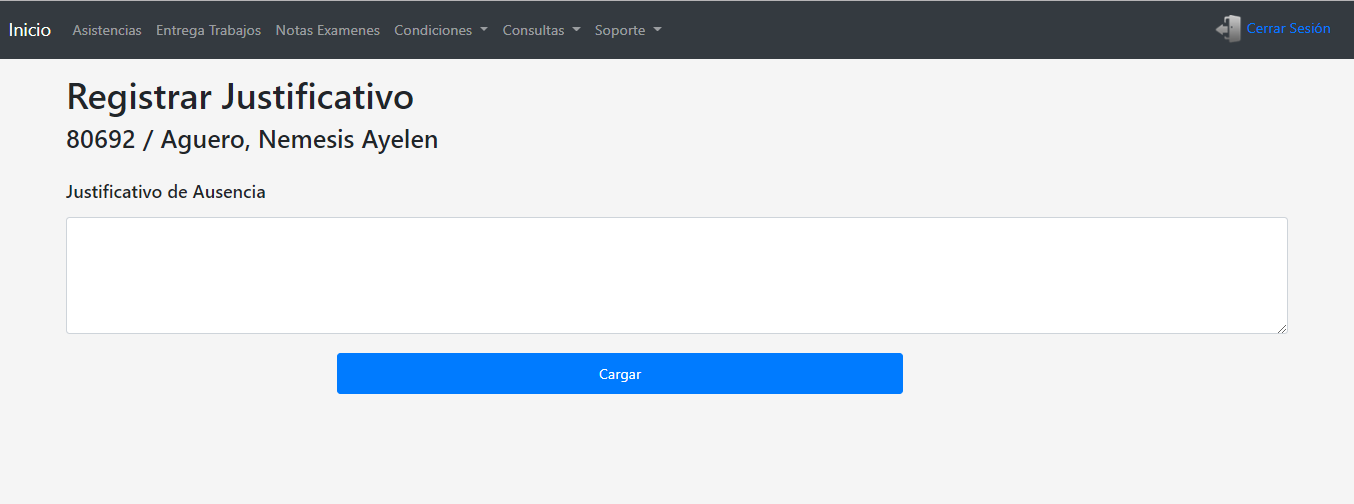 Inicio Asistencias Entrega Trabajos Notas Examenes Condiciones Consultas Soporte Cerrar Sesión
Registrar Justificativo
80692 / Aguero, Nemesis Ayelen
Justificativo de Ausencia
Cargar